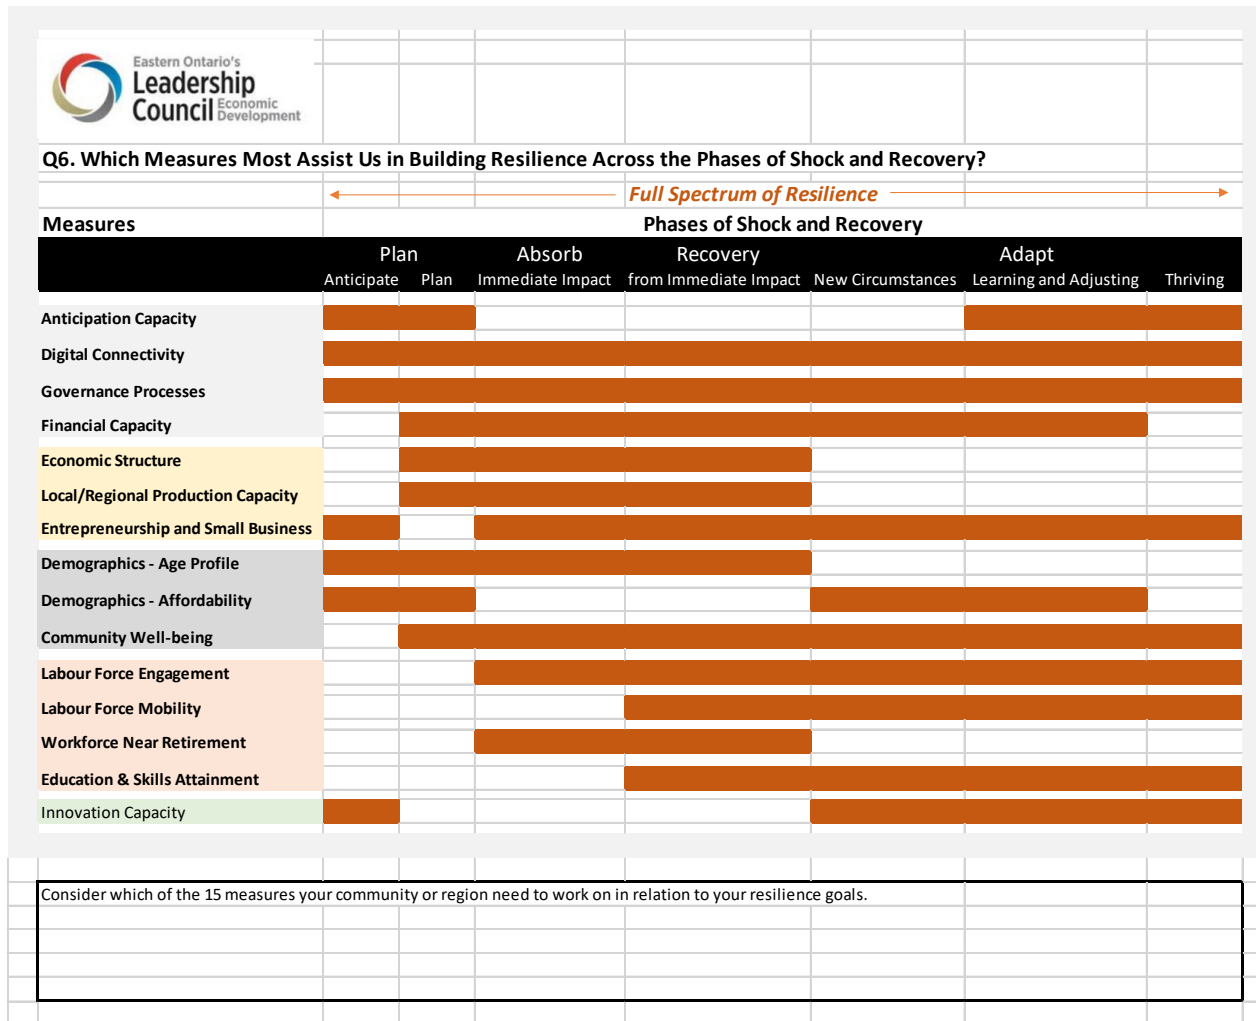 Eastern Ontario's
Leadership
Council Economic Development
Q6. Which Measures Most Assist Us in Building Resilience Across the Phases of Shock and Recovery?
Full Spectrum of Resilience
Measures Phases of Shock and Recovery
Plan Absorb Recovery Adapt
Anticipate Plan Immediate Impact from Immediate Impact New Circumstances Learning and Adjusting Thriving
Anticipation Capacity
Digital Connectivity
Governance Processes
Financial Capacity
Economic Structure
Local/Regional Production Capacity
Entrepreneurship and Small Business
Demographics - Age Profile
Demographics - Affordability
Community Well-being
Labour Force Engagement
Labour Force Mobility
Workforce Near Retirement
Education & Skills Attainment
Innovation Capacity
Consider which of the 15 measures your community or region need to work on in relation to your resilience goals.